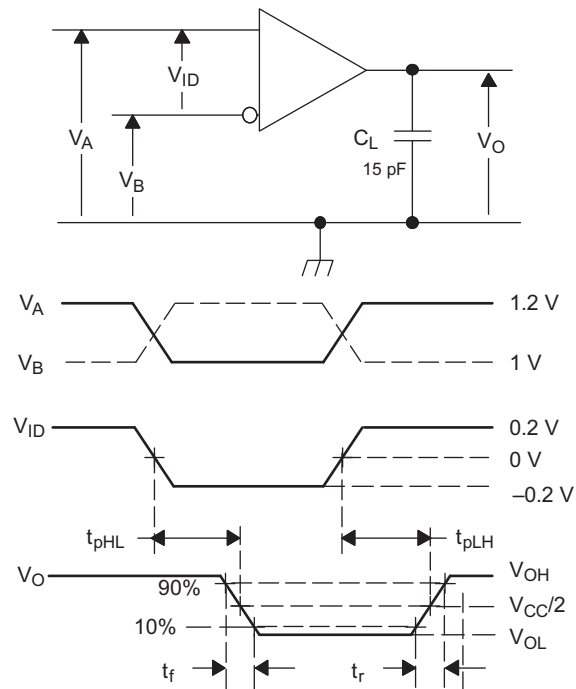 V_ID
V_A
V_B
C_L
15 pF
V_O
V_A
1.2 V
V_B
1 V
V_ID
0.2 V
0 V
–0.2 V
t_pHL
t_pLH
V_O
V_OH
90%
V_CC/2
10%
V_OL
t_f
t_r